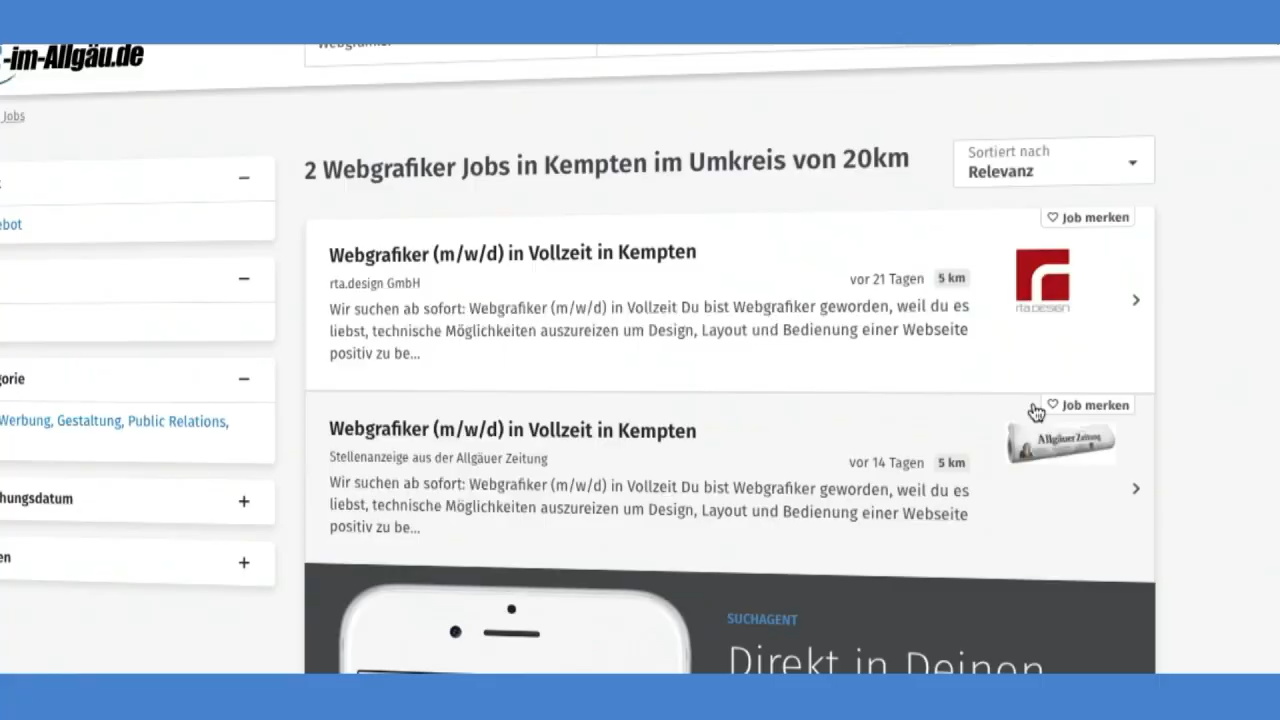 -im-Allgäu.de
Jobs
2 Webgrafiker Jobs in Kempten im Umkreis von 20km
Sortiert nach
Relevanz
Job merken
Webgrafiker (m/w/d) in Vollzeit in Kempten
rta.design GmbH
vor 21 Tagen 5 km
Wir suchen ab sofort: Webgrafiker (m/w/d) in Vollzeit Du bist Webgrafiker geworden, weil du es
liebst, technische Möglichkeiten auszureizen um Design, Layout und Bedienung einer Webseite
positiv zu be...
rta.design
Werbung, Gestaltung, Public Relations,
Job merken
Webgrafiker (m/w/d) in Vollzeit in Kempten
Stellenanzeige aus der Allgäuer Zeitung
vor 14 Tagen 5 km
Allgäuer Zeitung
Wir suchen ab sofort: Webgrafiker (m/w/d) in Vollzeit Du bist Webgrafiker geworden, weil du es
liebst, technische Möglichkeiten auszureizen um Design, Layout und Bedienung einer Webseite
positiv zu be...
hungsdatum
SUCHAGENT
Direkt in Deinen